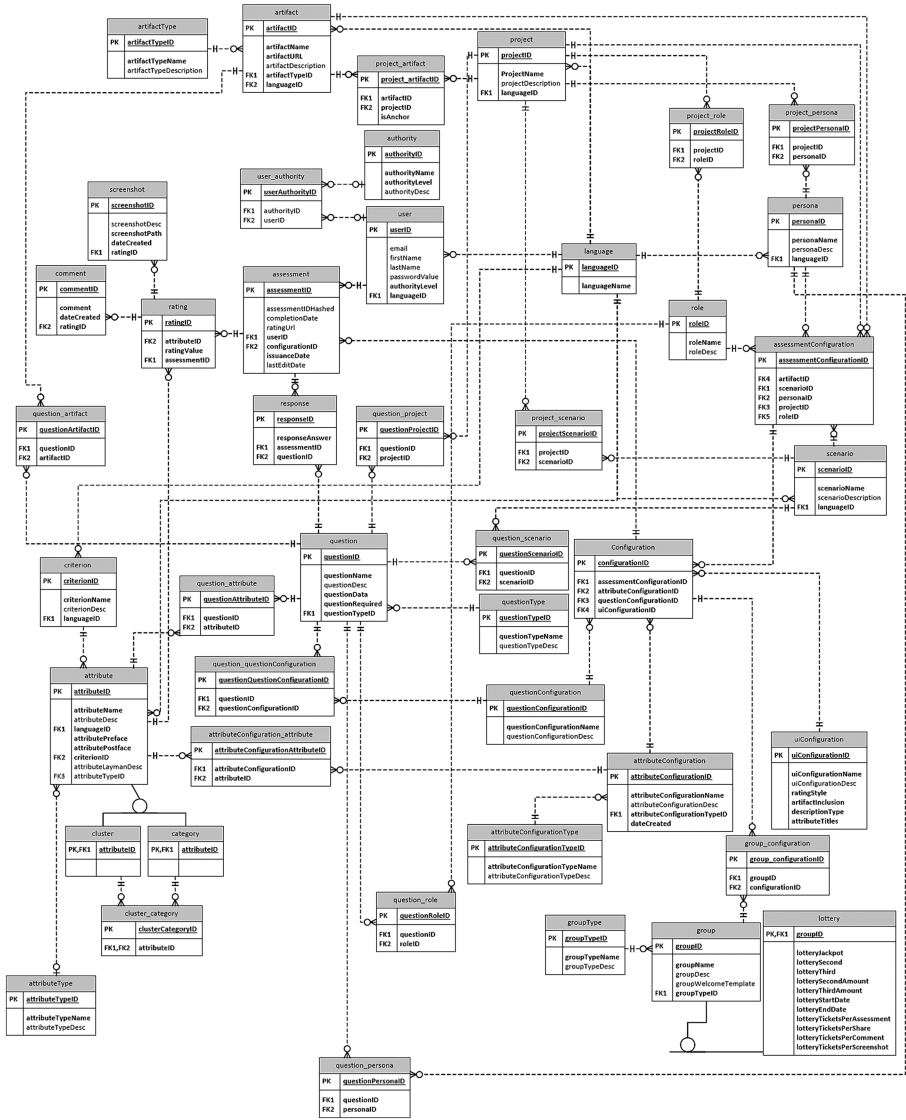 artifactType
PK artifactTypeID
artifactTypeName
artifactTypeDescription
artifact
PK artifactID
artifactName
artifactURL
artifactDescription
FK1 artifactTypeID
FK2 languageID
project_artifact
PK project_artifactID
FK1 artifactID
FK2 projectID
isAnchor
project
PK projectID
ProjectName
projectDescription
FK1 languageID
project_role
PK projectRoleID
FK1 projectID
FK2 roleID
project_persona
PK projectPersonaID
FK1 projectID
FK2 personaID
authority
PK authorityID
authorityName
authorityLevel
authorityDesc
user_authority
PK userAuthorityID
FK1 authorityID
FK2 userID
screenshot
PK screenshotID
screenshotDesc
screenshotPath
dateCreated
FK1 ratingID
user
PK userID
email
firstName
lastName
passwordValue
authorityLevel
FK1 languageID
language
PK languageID
languageName
persona
PK personaID
personaName
personaDesc
FK1 languageID
comment
PK commentID
comment
dateCreated
FK2 ratingID
rating
PK ratingID
FK2 attributeID
ratingValue
FK1 assessmentID
assessment
PK assessmentID
assessmentIDHashed
completionDate
ratingUrl
FK1 userID
FK2 configurationID
issuanceDate
lastEditDate
role
PK roleID
roleName
roleDesc
assessmentConfiguration
PK assessmentConfigurationID
FK4 artifactID
FK1 scenarioID
FK2 personaID
FK3 projectID
FK5 roleID
question_artifact
PK questionArtifactID
FK1 questionID
FK2 artifactID
response
PK responseID
responseAnswer
FK1 assessmentID
FK2 questionID
question_project
PK questionProjectID
FK1 questionID
FK2 projectID
project_scenario
PK projectScenarioID
FK1 projectID
FK2 scenarioID
scenario
PK scenarioID
scenarioName
scenarioDescription
FK1 languageID
criterion
PK criterionID
criterionName
criterionDesc
FK1 languageID
question
PK questionID
questionName
questionDesc
questionData
questionRequired
FK1 questionTypeID
question_scenario
PK questionScenarioID
FK1 questionID
FK2 scenarioID
Configuration
PK configurationID
FK1 assessmentConfigurationID
FK2 attributeConfigurationID
FK3 questionConfigurationID
FK4 uiConfigurationID
question_attribute
PK questionAttributeID
FK1 questionID
FK2 attributeID
questionType
PK questionTypeID
questionTypeName
questionTypeDesc
question_questionConfiguration
PK questionQuestionConfigurationID
FK1 questionID
FK2 questionConfigurationID
questionConfiguration
PK questionConfigurationID
questionConfigurationName
questionConfigurationDesc
attribute
PK attributeID
attributeName
attributeDesc
FK1 languageID
attributePreface
attributePostface
FK2 criterionID
attributeLaymanDesc
FK3 attributeTypeID
attributeConfiguration_attribute
PK attributeConfigurationAttributeID
FK1 attributeConfigurationID
FK2 attributeID
attributeConfiguration
PK attributeConfigurationID
attributeConfigurationName
attributeConfigurationDesc
FK1 attributeConfigurationTypeID
dateCreated
uiConfiguration
PK uiConfigurationID
uiConfigurationName
uiConfigurationDesc
ratingStyle
artifactInclusion
descriptionType
attributeTitles
attributeConfigurationType
PK attributeConfigurationTypeID
attributeConfigurationTypeName
attributeConfigurationTypeDesc
cluster
PK,FK1 attributeID
category
PK,FK1 attributeID
group_configuration
PK group_configurationID
FK1 groupID
FK2 configurationID
cluster_category
PK clusterCategoryID
FK1,FK2 attributeID
question_role
PK questionRoleID
FK1 questionID
FK2 roleID
groupType
PK groupTypeID
groupTypeName
groupTypeDesc
group
PK groupID
groupName
groupDesc
groupWelcomeTemplate
FK1 groupTypeID
lottery
PK,FK1 groupID
lotteryJackpot
lotterySecond
lotteryThird
lotterySecondAmount
lotteryThirdAmount
lotteryStartDate
lotteryEndDate
lotteryTicketsPerAssessment
lotteryTicketsPerShare
lotteryTicketsPerComment
lotteryTicketsPerScreenshot
attributeType
PK attributeTypeID
attributeTypeName
attributeTypeDesc
question_persona
PK questionPersonaID
FK1 questionID
FK2 personaID